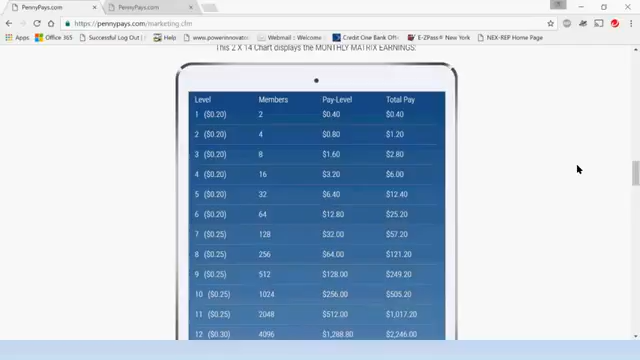 PennyPays.com
PennyPays.com
https://pennypays.com/marketing.cfm
Apps Office 365 Successful Log Out | Help www.powerinnovator Webmail :: Welcome Credit One Bank Offi E-ZPass® New York NEX-REP Home Page
This 2 X 14 Chart displays the MONTHLY MATRIX EARNINGS:
Level Members Pay-Level Total Pay
1 ($0.20) 2 $0.40 $0.40
2 ($0.20) 4 $0.80 $1.20
3 ($0.20) 8 $1.60 $2.80
4 ($0.20) 16 $3.20 $6.00
5 ($0.20) 32 $6.40 $12.40
6 ($0.20) 64 $12.80 $25.20
7 ($0.25) 128 $32.00 $57.20
8 ($0.25) 256 $64.00 $121.20
9 ($0.25) 512 $128.00 $249.20
10 ($0.25) 1024 $256.00 $505.20
11 ($0.25) 2048 $512.00 $1,017.20
12 ($0.30) 4096 $1,288.80 $2,246.00